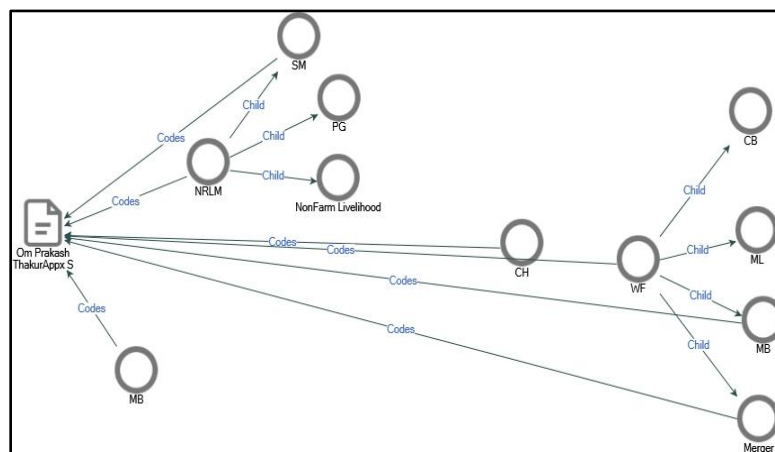 SM
Child
PG
Codes
Child
NRLM
Child
NonFarm Livelihood
Codes
CB
Child
Om Prakash
ThakurAppx S
Codes
Codes
CH
WF
Child
ML
Codes
Child
MB
Codes
Codes
Child
MB
Merger